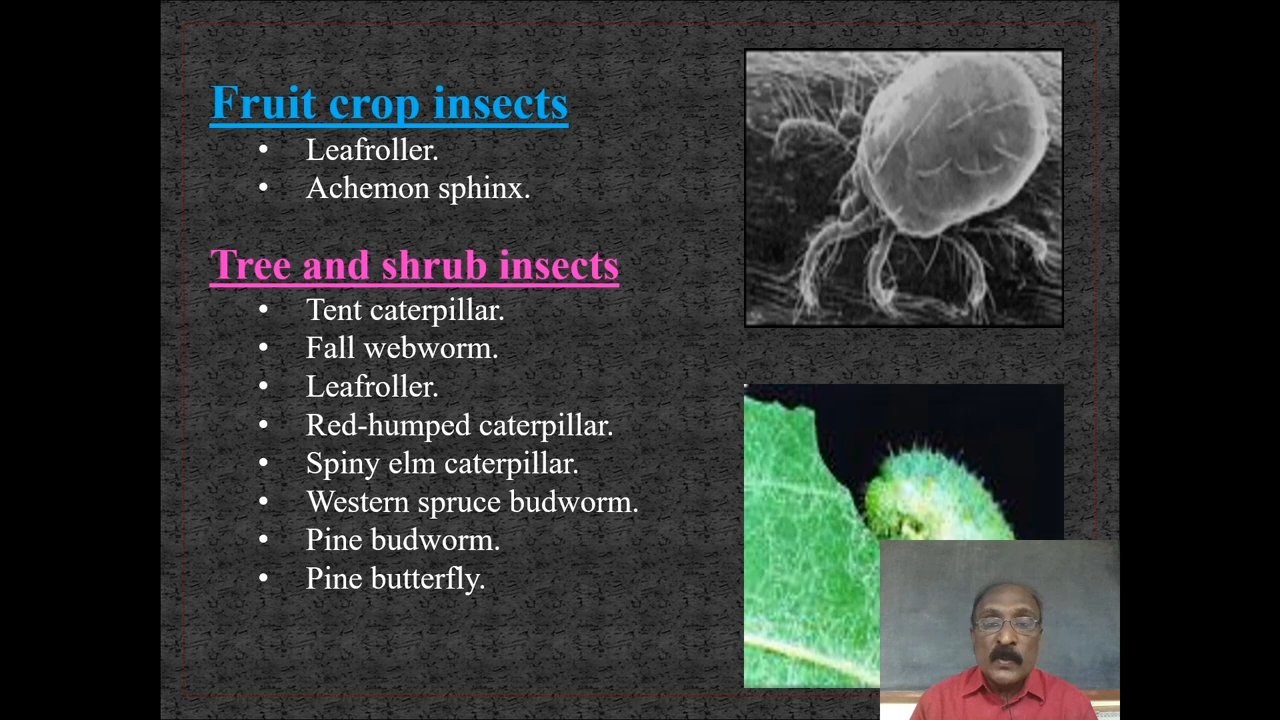 Fruit crop insects
• Leafroller.
• Achemon sphinx.
Tree and shrub insects
• Tent caterpillar.
• Fall webworm.
• Leafroller.
• Red-humped caterpillar.
• Spiny elm caterpillar.
• Western spruce budworm.
• Pine budworm.
• Pine butterfly.